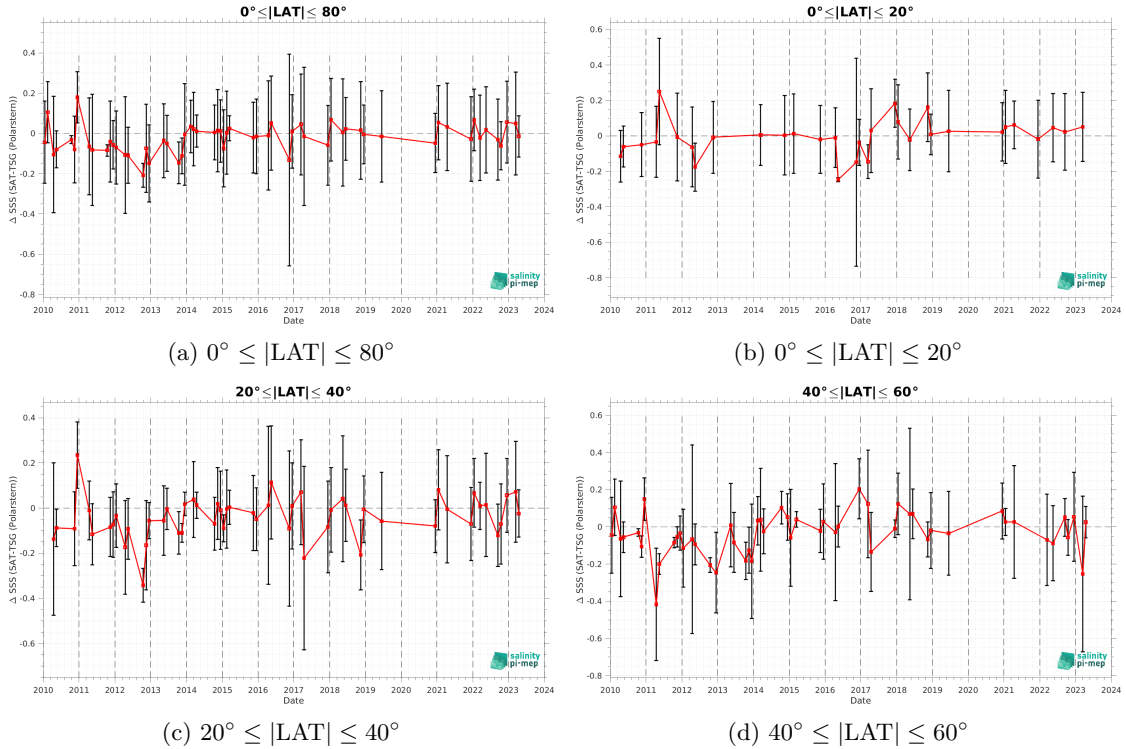 0°≤|LAT|≤ 80°
0.4
0.2
0
-0.2
-0.4
-0.6
-0.8
Δ SSS (SAT-TSG (Polarstern))
2010 2011 2012 2013 2014 2015 2016 2017 2018 2019 2020 2021 2022 2023 2024
Date
salinity
pi-mep
(a) 0° ≤ |LAT| ≤ 80°
0°≤|LAT|≤ 20°
0.6
0.4
0.2
0
-0.2
-0.4
-0.6
-0.8
Δ SSS (SAT-TSG (Polarstern))
2010 2011 2012 2013 2014 2015 2016 2017 2018 2019 2020 2021 2022 2023 2024
Date
salinity
pi-mep
(b) 0° ≤ |LAT| ≤ 20°
20°≤|LAT|≤ 40°
0.4
0.2
0
-0.2
-0.4
-0.6
Δ SSS (SAT-TSG (Polarstern))
2010 2011 2012 2013 2014 2015 2016 2017 2018 2019 2020 2021 2022 2023 2024
Date
salinity
pi-mep
(c) 20° ≤ |LAT| ≤ 40°
40°≤|LAT|≤ 60°
0.6
0.4
0.2
0
-0.2
-0.4
-0.6
-0.8
Δ SSS (SAT-TSG (Polarstern))
2010 2011 2012 2013 2014 2015 2016 2017 2018 2019 2020 2021 2022 2023 2024
Date
salinity
pi-mep
(d) 40° ≤ |LAT| ≤ 60°